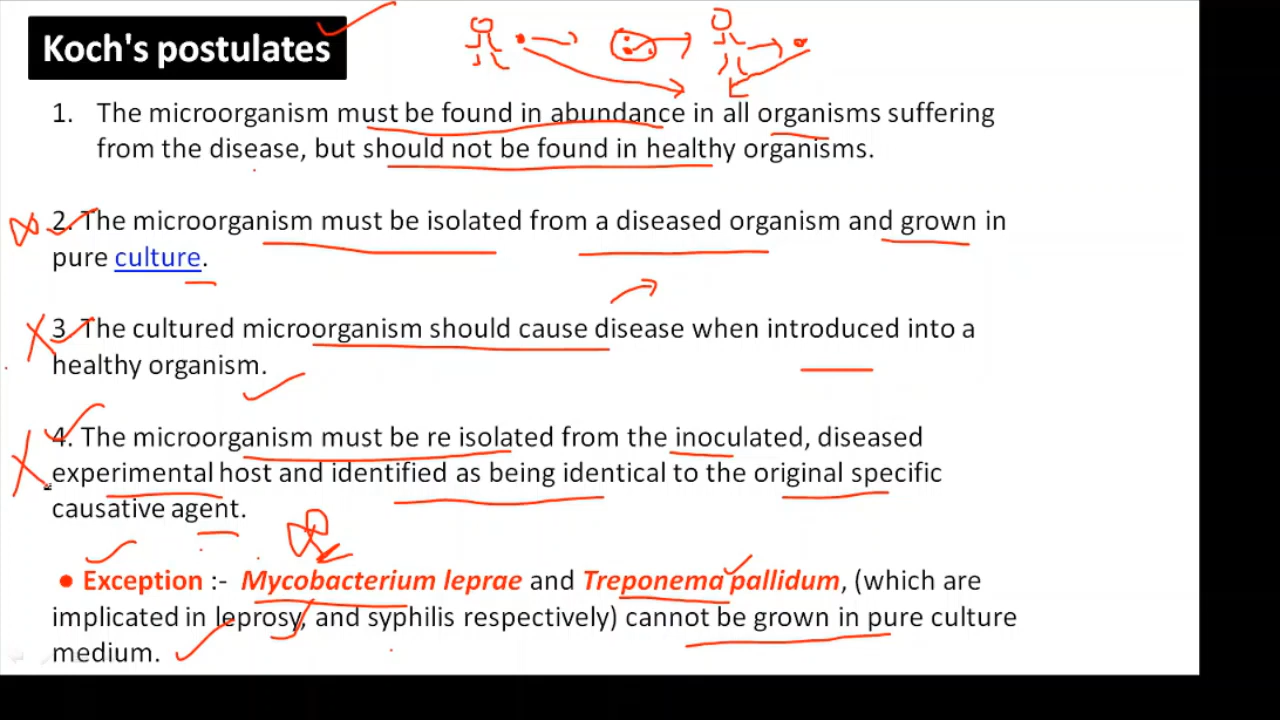 Koch's postulates
1. The microorganism must be found in abundance in all organisms suffering
from the disease, but should not be found in healthy organisms.
2. The microorganism must be isolated from a diseased organism and grown in
pure culture.
3. The cultured microorganism should cause disease when introduced into a
healthy organism.
4. The microorganism must be re isolated from the inoculated, diseased
experimental host and identified as being identical to the original specific
causative agent.
● Exception :- Mycobacterium leprae and Treponema pallidum, (which are
implicated in leprosy, and syphilis respectively) cannot be grown in pure culture
medium.